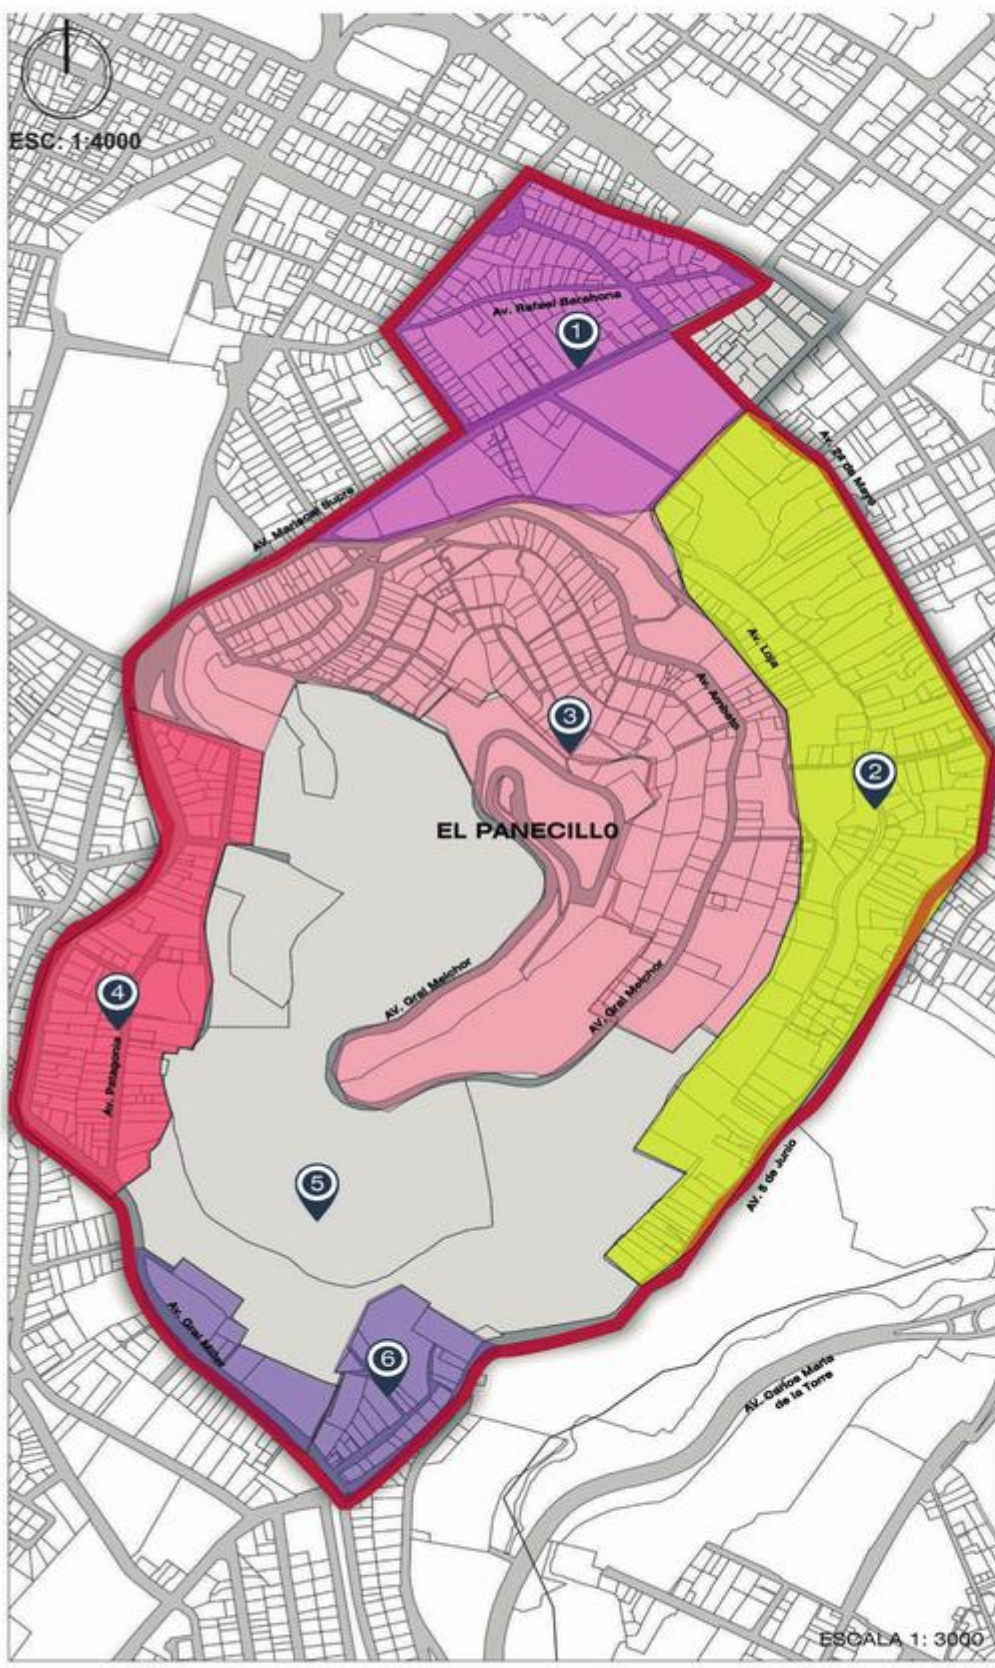 ESC: 1:4000
Av. Rafael Barahona
1
Av. 24 de Mayo
AV. Mariscal Sucre
Av. Loja
Av. Ambato
3
2
EL PANECILLO
AV. Gral Melchor
AV. Gral Melchor
4
Av. Patagonia
AV. 5 de Junio
5
Av. Gral Miller
6
AV. Carlos María
de la Torre
ESCALA 1: 3000